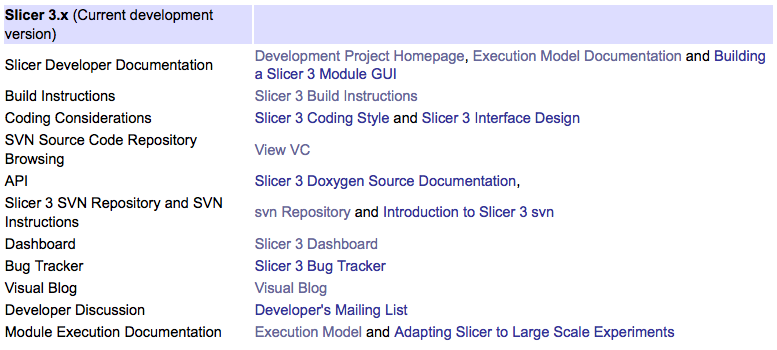 Slicer 3.x (Current development
version)
Slicer Developer Documentation
Development Project Homepage, Execution Model Documentation and Building
a Slicer 3 Module GUI
Build Instructions
Slicer 3 Build Instructions
Coding Considerations
Slicer 3 Coding Style and Slicer 3 Interface Design
SVN Source Code Repository
Browsing
View VC
API
Slicer 3 Doxygen Source Documentation,
Slicer 3 SVN Repository and SVN
Instructions
svn Repository and Introduction to Slicer 3 svn
Dashboard
Slicer 3 Dashboard
Bug Tracker
Slicer 3 Bug Tracker
Visual Blog
Visual Blog
Developer Discussion
Developer's Mailing List
Module Execution Documentation
Execution Model and Adapting Slicer to Large Scale Experiments